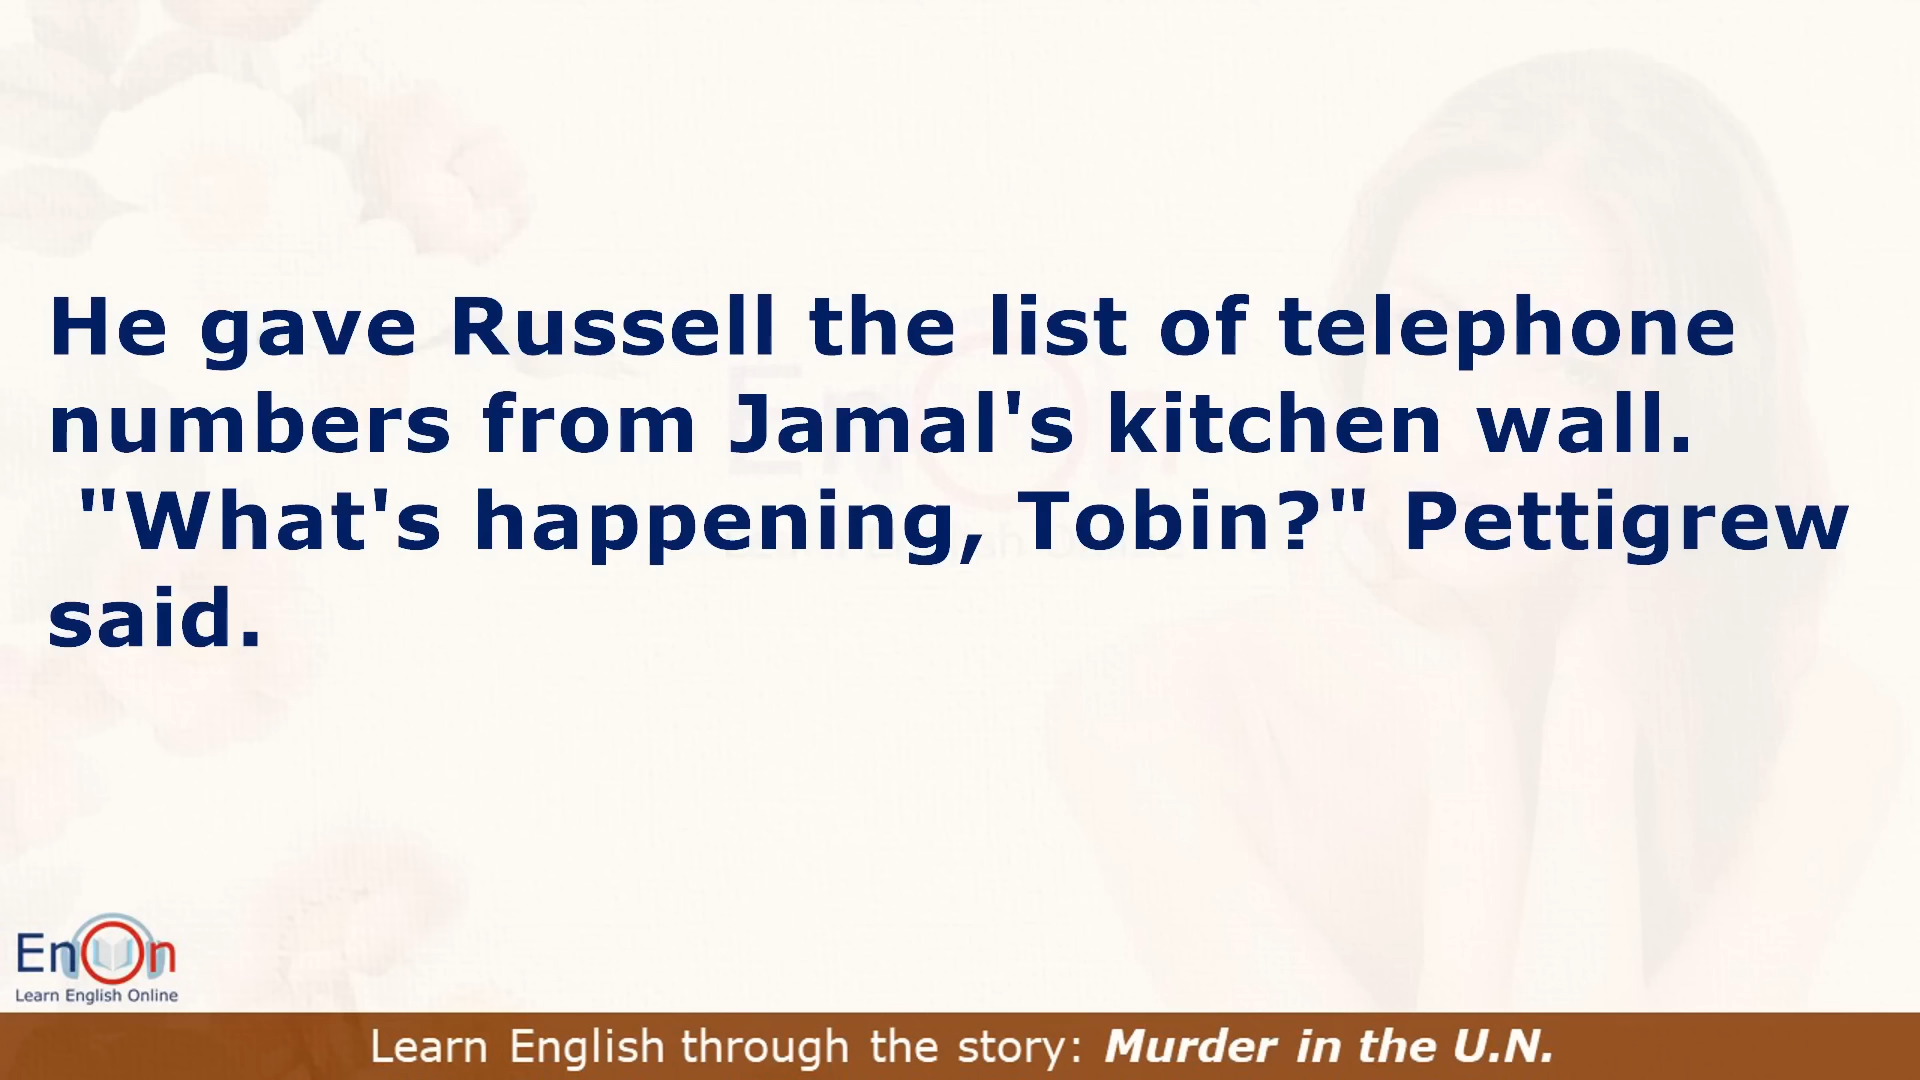 He gave Russell the list of telephone
numbers from Jamal's kitchen wall.
"What's happening, Tobin?" Pettigrew
said.
EnOn
Learn English Online
Learn English through the story: Murder in the U.N.